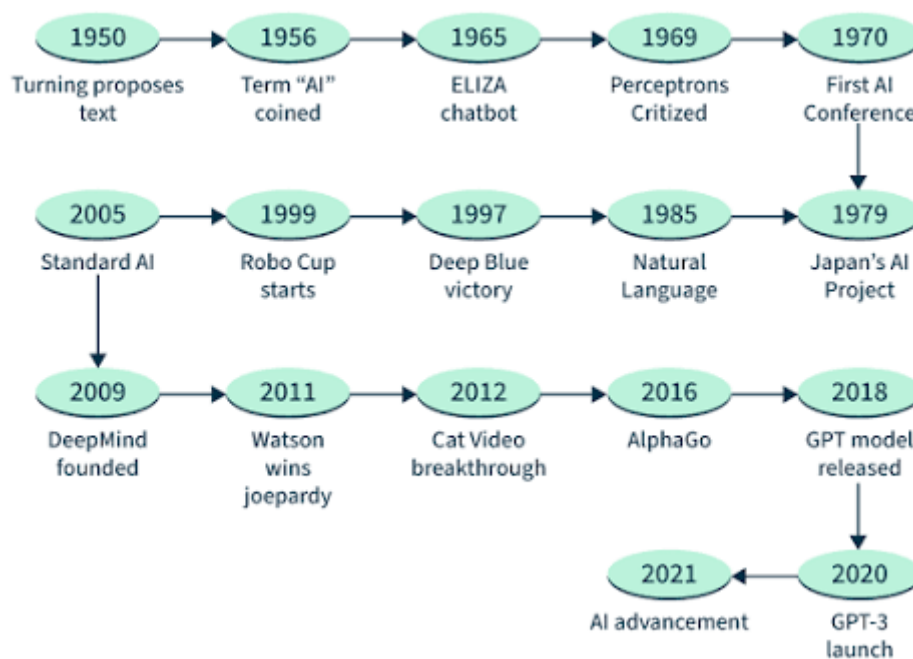 1950
Turning proposes
text
1956
Term “AI”
coined
1965
ELIZA
chatbot
1969
Perceptrons
Critized
1970
First AI
Conference
2005
Standard AI
1999
Robo Cup
starts
1997
Deep Blue
victory
1985
Natural
Language
1979
Japan’s AI
Project
2009
DeepMind
founded
2011
Watson
wins
joepardy
2012
Cat Video
breakthrough
2016
AlphaGo
2018
GPT model
released
2021
AI advancement
2020
GPT-3
launch